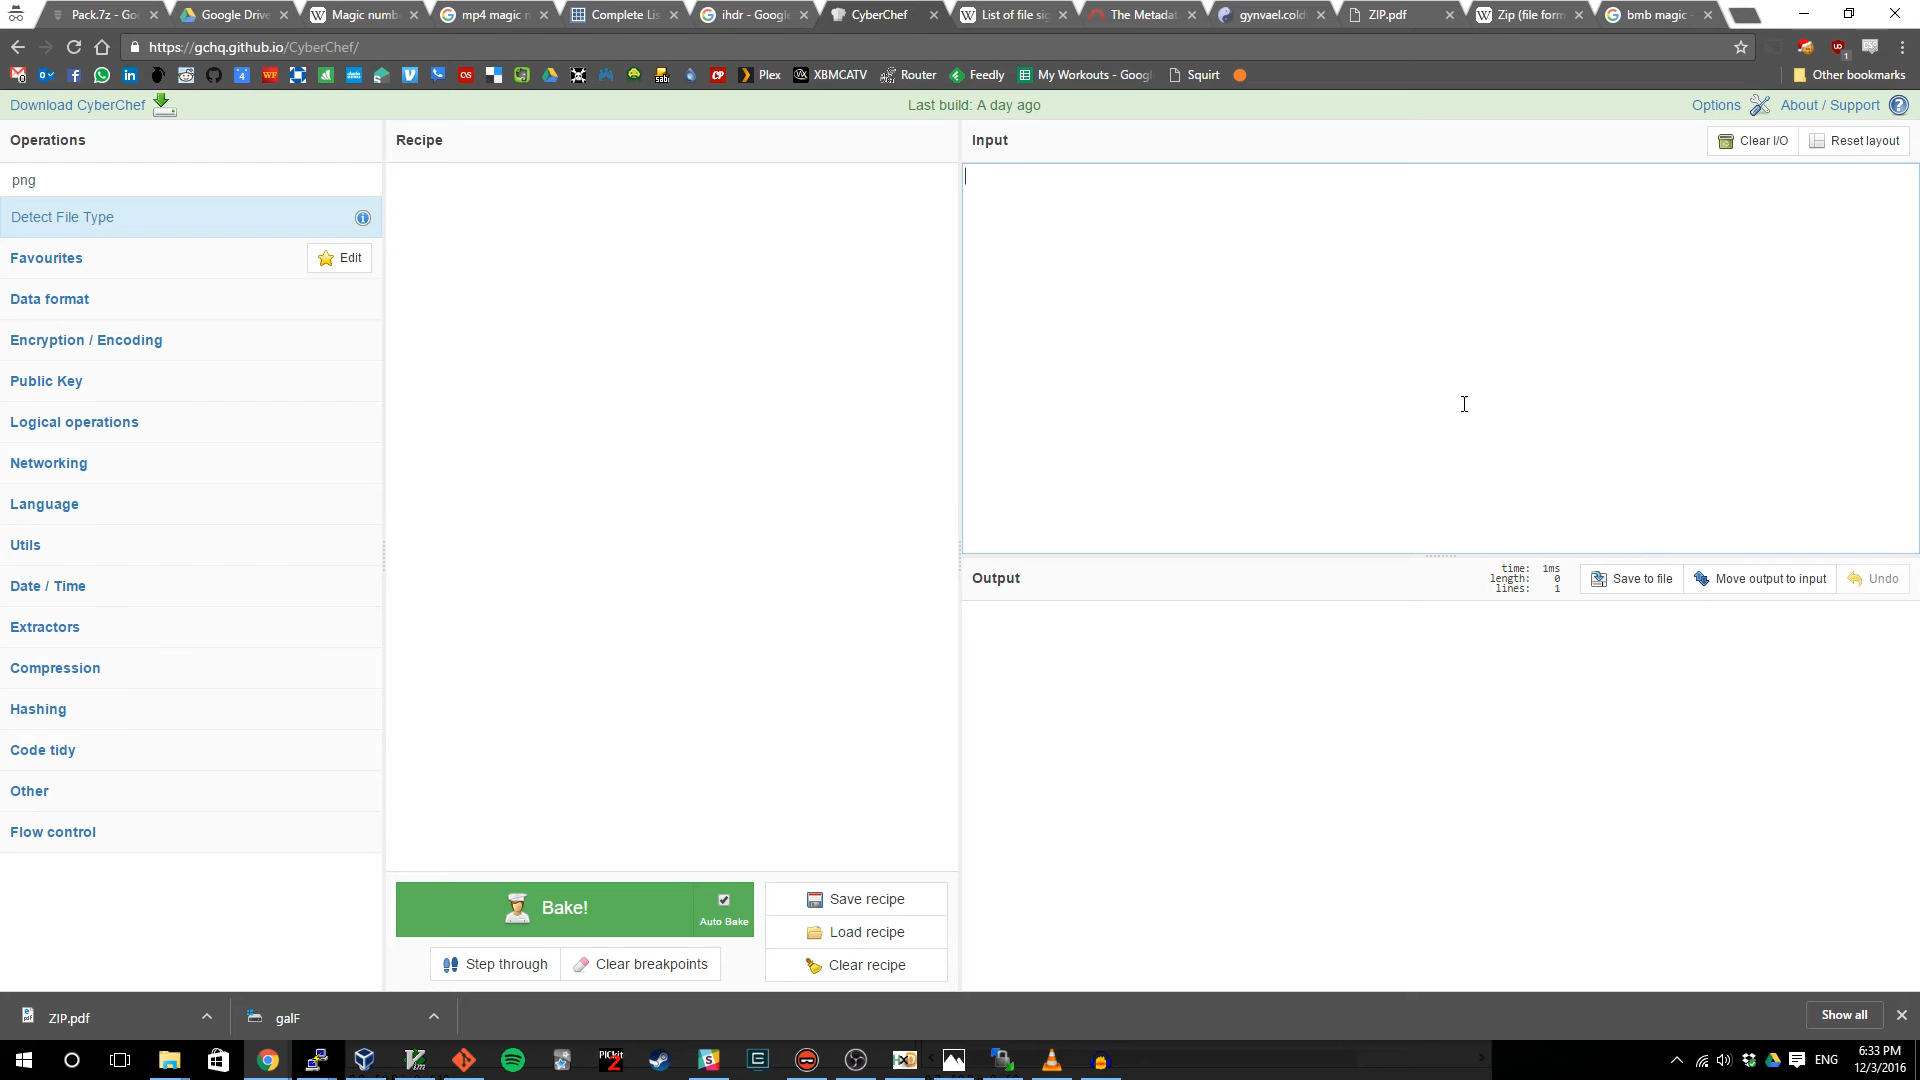 Pack.7z - Go
Google Drive
Magic numb
mp4 magic n
Complete Lis
ihdr - Google
CyberChef
List of file sig
The Metadat
gynvael.cold
ZIP.pdf
Zip (file form
bmb magic -
https://gchq.github.io/CyberChef/
Plex
XBMCATV
Router
Feedly
My Workouts - Googl
Squirt
Other bookmarks
Download CyberChef
Last build: A day ago
Options
About / Support
Operations
Recipe
Input
Clear I/O
Reset layout
png
Detect File Type
Favourites
Edit
Data format
Encryption / Encoding
Public Key
Logical operations
Networking
Language
Utils
Date / Time
Extractors
Compression
Hashing
Code tidy
Other
Flow control
Output
time: 1ms
length: 0
lines: 1
Save to file
Move output to input
Undo
Bake!
Auto Bake
Save recipe
Load recipe
Clear recipe
Step through
Clear breakpoints
ZIP.pdf
galF
Show all
ENG
6:33 PM
12/3/2016